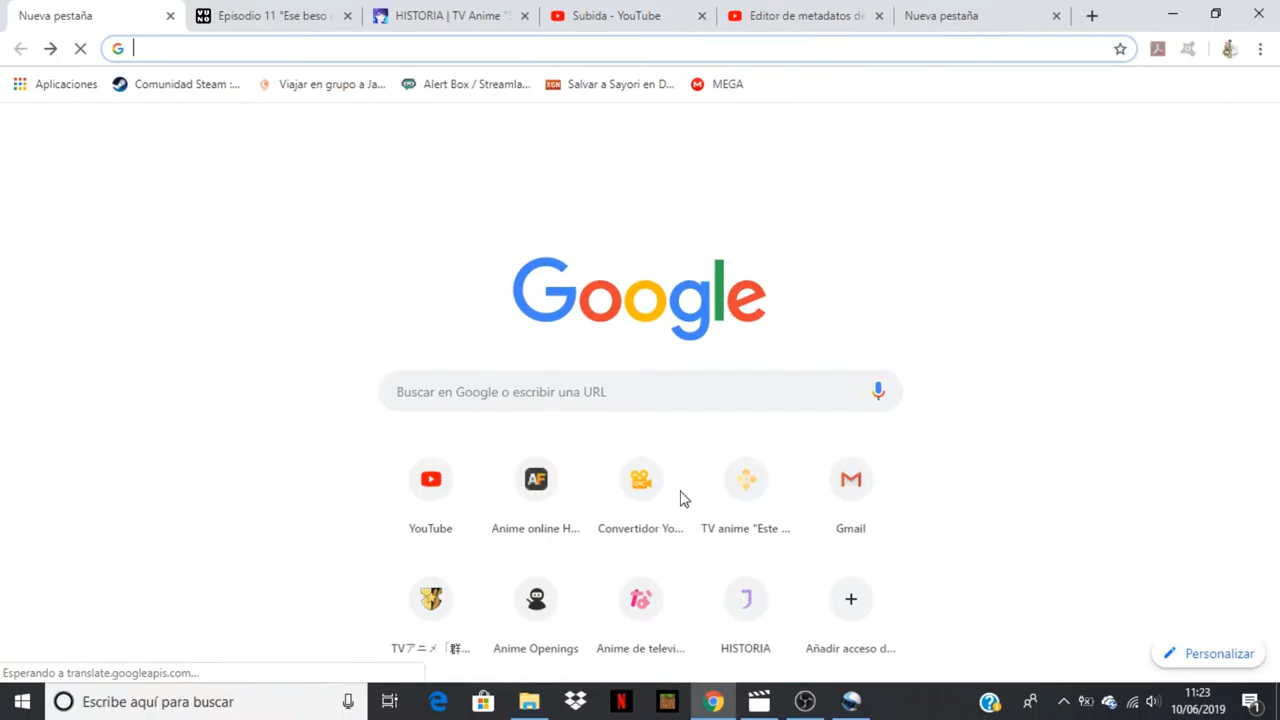 Nueva pestaña
Episodio 11 "Ese beso
HISTORIA | TV Anime "S
Subida - YouTube
Editor de metadatos de
Nueva pestaña
Aplicaciones
Comunidad Steam :...
Viajar en grupo a Ja...
Alert Box / Streamla...
XGN
Salvar a Sayori en D...
MEGA
Google
Buscar en Google o escribir una URL
YouTube
AF
Anime online H...
Convertidor Yo...
TV anime "Este ...
Gmail
TVアニメ「群...
Anime Openings
Anime de televi...
HISTORIA
Añadir acceso d...
Personalizar
Esperando a translate.googleapis.com...
Escribe aquí para buscar
11:23
10/06/2019